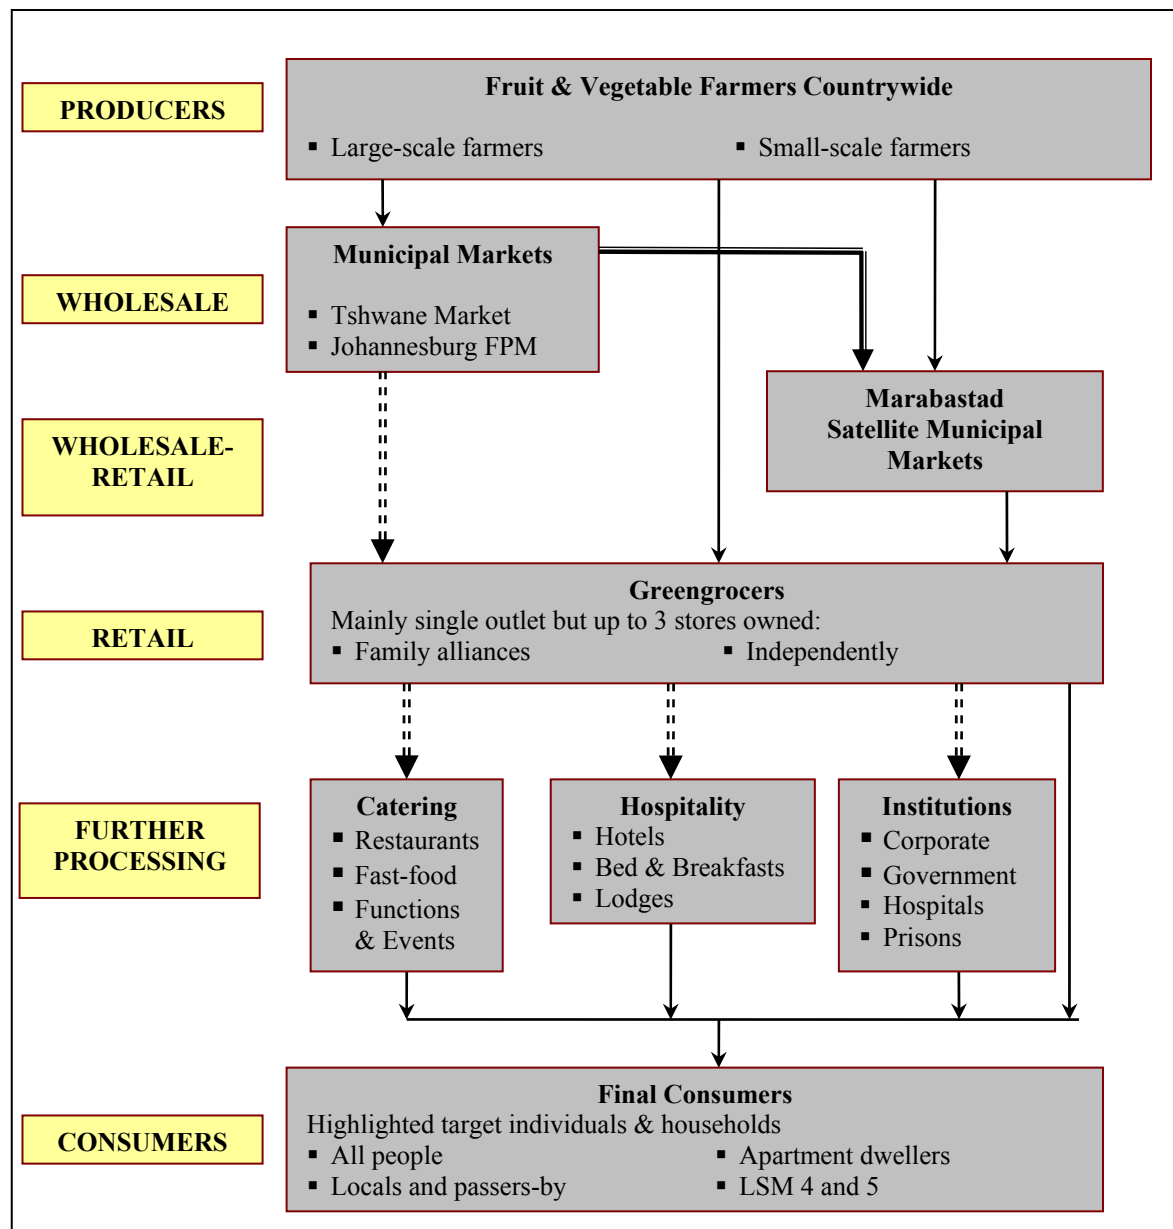 PRODUCERS
Fruit & Vegetable Farmers Countrywide
▪ Large-scale farmers
▪ Small-scale farmers
WHOLESALE
Municipal Markets
▪ Tshwane Market
▪ Johannesburg FPM
WHOLESALE-
RETAIL
Marabastad
Satellite Municipal
Markets
RETAIL
Greengrocers
Mainly single outlet but up to 3 stores owned:
▪ Family alliances
▪ Independently
FURTHER
PROCESSING
Catering
▪ Restaurants
▪ Fast-food
▪ Functions
& Events
Hospitality
▪ Hotels
▪ Bed & Breakfasts
▪ Lodges
Institutions
▪ Corporate
▪ Government
▪ Hospitals
▪ Prisons
CONSUMERS
Final Consumers
Highlighted target individuals & households
▪ All people
▪ Apartment dwellers
▪ Locals and passers-by
▪ LSM 4 and 5